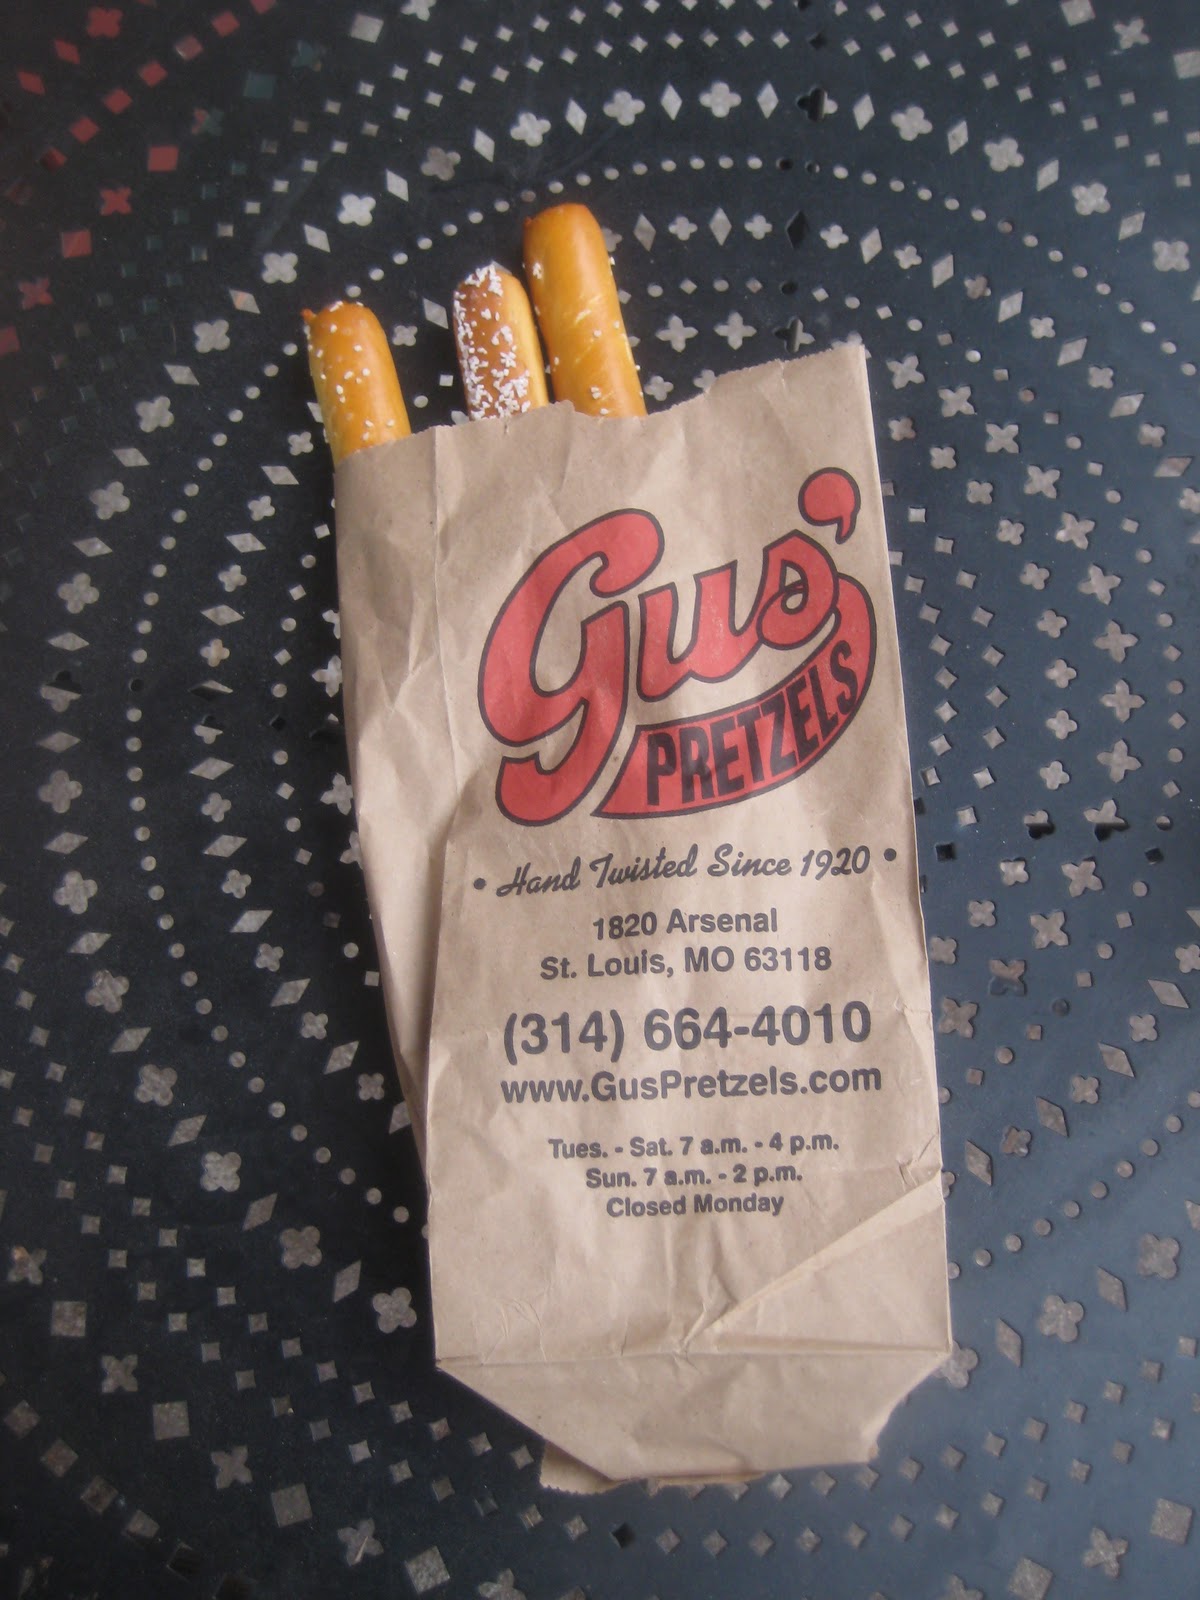 Gus'
PRETZELS
• Hand Twisted Since 1920 •
1820 Arsenal
St. Louis, MO 63118
(314) 664-4010
www.GusPretzels.com
Tues. - Sat. 7 a.m. - 4 p.m.
Sun. 7 a.m. - 2 p.m.
Closed Monday